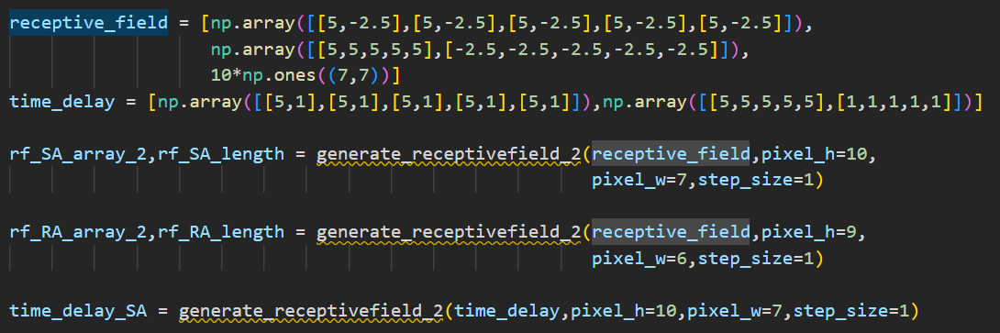 receptive_field = [np.array([[5,-2.5],[5,-2.5],[5,-2.5],[5,-2.5],[5,-2.5]]),
np.array([[5,5,5,5,5],[-2.5,-2.5,-2.5,-2.5,-2.5]]),
10*np.ones((7,7))]
time_delay = [np.array([[5,1],[5,1],[5,1],[5,1],[5,1]]),np.array([[5,5,5,5,5],[1,1,1,1,1]])]
rf_SA_array_2,rf_SA_length = generate_receptivefield_2(receptive_field,pixel_h=10,
pixel_w=7,step_size=1)
rf_RA_array_2,rf_RA_length = generate_receptivefield_2(receptive_field,pixel_h=9,
pixel_w=6,step_size=1)
time_delay_SA = generate_receptivefield_2(time_delay,pixel_h=10,pixel_w=7,step_size=1)